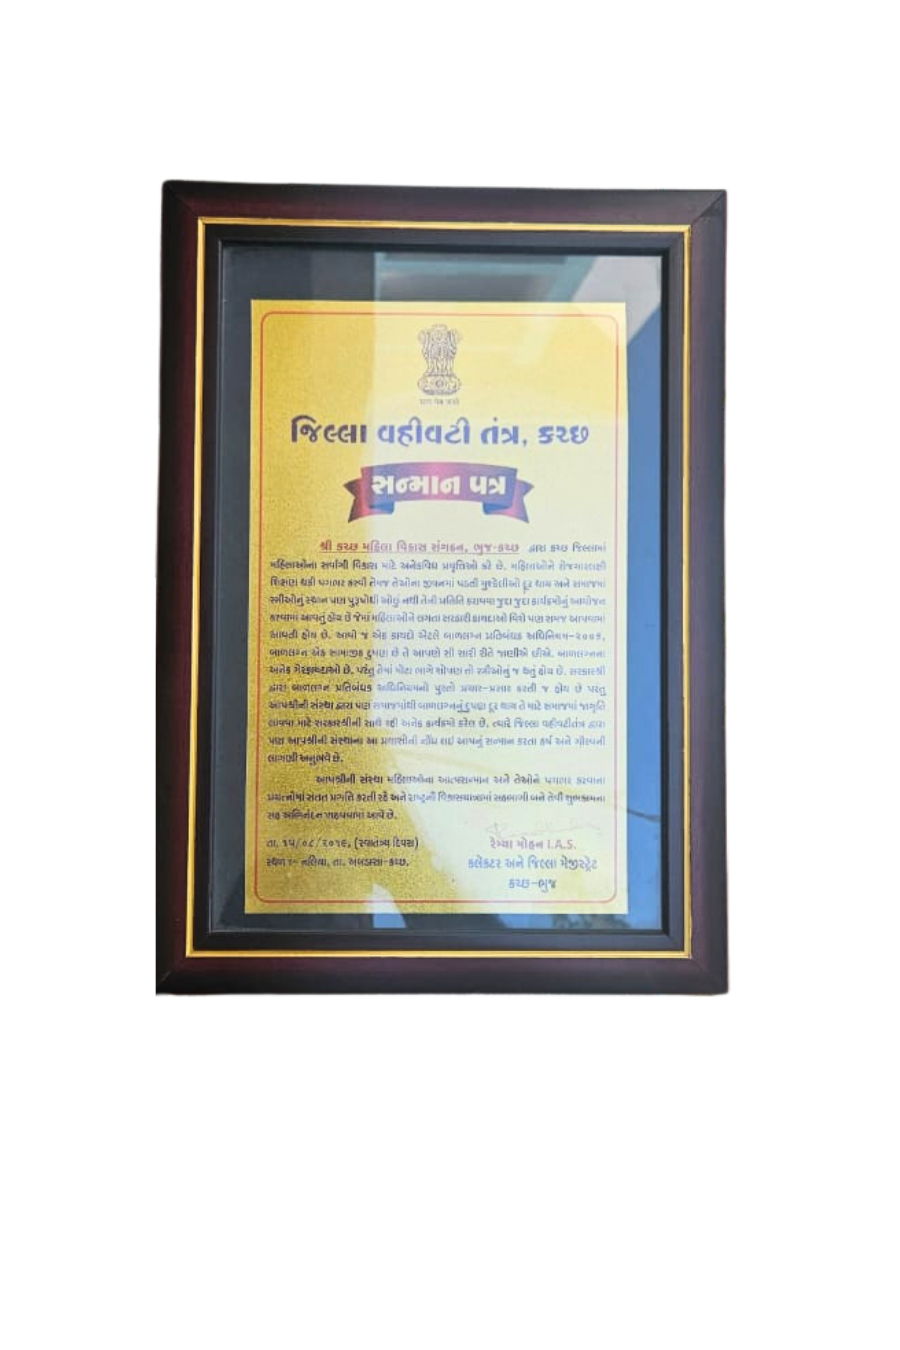 જિલ્લા વહીવટી તંત્ર, કચ્છ
સન્માન પત્ર
શ્રી કચ્છ મહિલા વિકાસ સંગઠન, ભુજ-કચ્છ દ્વારા કચ્છ જિલ્લામાં
મહિલાઓના સર્વાંગી વિકાસ માટે અનેકવિધ પ્રવૃત્તિઓ કરે છે. મહિલાઓને રોજગારલક્ષી
શિક્ષણ થકી પગભર કરવી તેમજ તેઓના જીવનમાં પડતી મુશ્કેલીઓ દૂર થાય અને સમાજમાં
સ્ત્રીઓનું સ્થાન પણ પુરૂષોથી ઓછું નથી તેની પ્રતિતિ કરાવવા જુદા જુદા કાર્યક્રમોનું આયોજન
કરવામાં આવતું હોય છે જેમાં મહિલાઓને લગતા સરકારી કાયદાઓ વિશે પણ સમજ આપવામાં
આવતી હોય છે. આવો જ એક કાયદો એટલે બાળલગ્ન પ્રતિબંધક અધિનિયમ-૨૦૦૬,
બાળલગ્ન એક સામાજીક દુષણ છે તે આપણે સૌ સારી રીતે જાણીએ છીએ. બાળલગ્નના
અનેક ગેરફાયદાઓ છે. પરંતુ તેમાં મોટા ભાગે શોષણ તો સ્ત્રીઓનું જ થતું હોય છે. સરકારશ્રી
દ્વારા બાળલગ્ન પ્રતિબંધક અધિનિયમનો પુરતો પ્રચાર-પ્રસાર કરતી જ હોય છે પરંતુ
આપશ્રીની સંસ્થા દ્વારા પણ સમાજમાંથી બાળલગ્નનું દુષણ દૂર થાય તે માટે સમાજમાં જાગૃતિ
લાવવા માટે સરકારશ્રીની સાથે રહી અનેક કાર્યક્રમો કરેલ છે. ત્યારે જિલ્લા વહીવટીતંત્ર દ્વારા
પણ આપશ્રીની સંસ્થાના આ પ્રયાસોની નોંધ લઇ આપનું સન્માન કરતા હર્ષ અને ગૌરવની
લાગણી અનુભવે છે.
આપશ્રીની સંસ્થા મહિલાઓના આત્મસન્માન અને તેઓને પગભર કરવાના
પ્રયત્નોમાં સતત પ્રગતિ કરતી રહે અને રાષ્ટ્રની વિકાસયાત્રામાં સહભાગી બને તેવી શુભકામના
સહ અભિનંદન પાઠવવામાં આવે છે.
તા. ૧૫/૦૮/૨૦૧૯, (સ્વાતંત્ર્ય દિવસ)
રેમ્યા મોહન I.A.S.
સ્થળ :- નલિયા, તા. અબડાસા-કચ્છ.
કલેક્ટર અને જિલ્લા મેજીસ્ટ્રેટ
કચ્છ-ભુજ